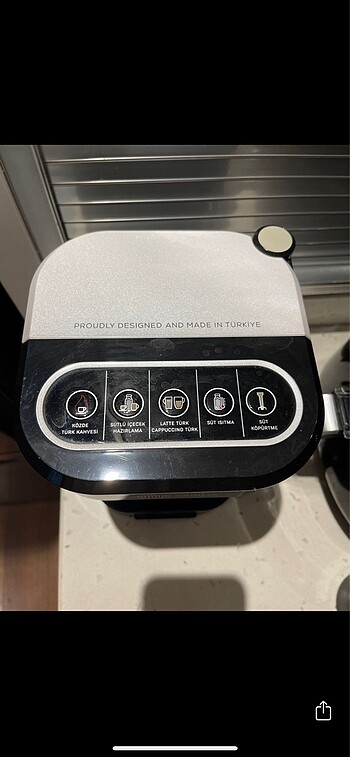 PROUDLY DESIGNED AND MADE IN TÜRKİYE
KÖZDE
TÜRK KAHVESİ
SÜTLÜ İÇECEK
HAZIRLAMA
LATTE TÜRK
CAPPUCCINO TÜRK
SÜT ISITMA
SÜT
KÖPÜRTME